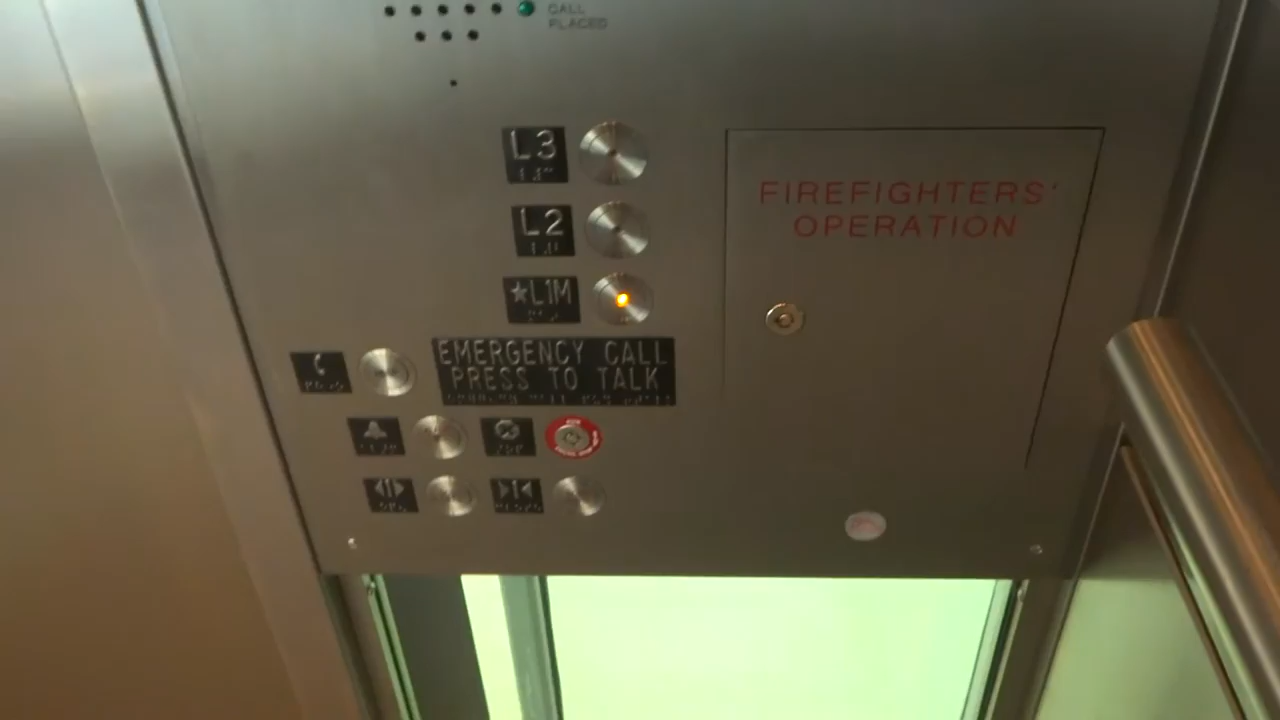 CALL
PLACED
L3
L2
★L1M
FIREFIGHTERS'
OPERATION
EMERGENCY CALL
PRESS TO TALK